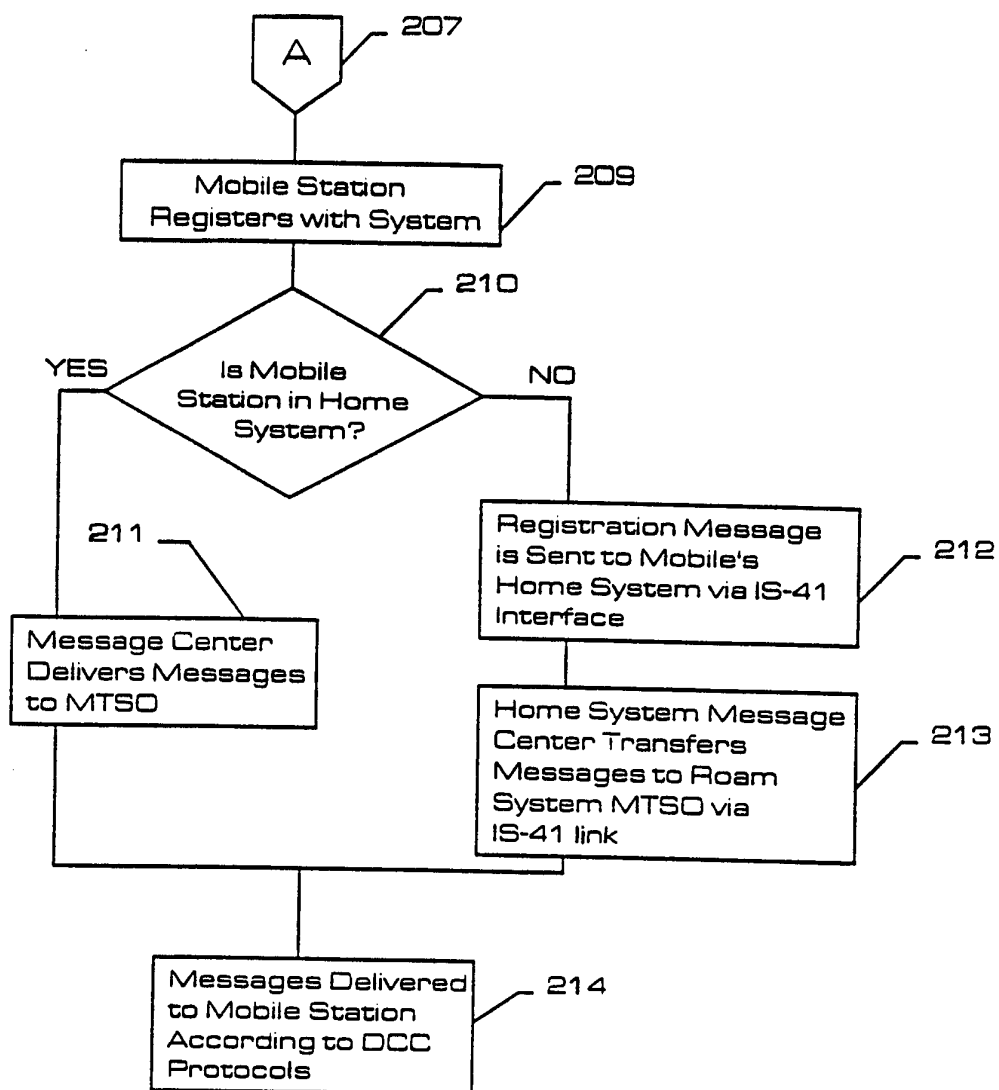 A
207
Mobile Station
Registers with System
209
210
YES
Is Mobile
Station in Home
System?
NO
211
Message Center
Delivers Messages
to MTSO
Registration Message
is Sent to Mobile's
Home System via IS-41
Interface
212
Home System Message
Center Transfers
Messages to Roam
System MTSO via
IS-41 link
213
Messages Delivered
to Mobile Station
According to DCC
Protocols
214